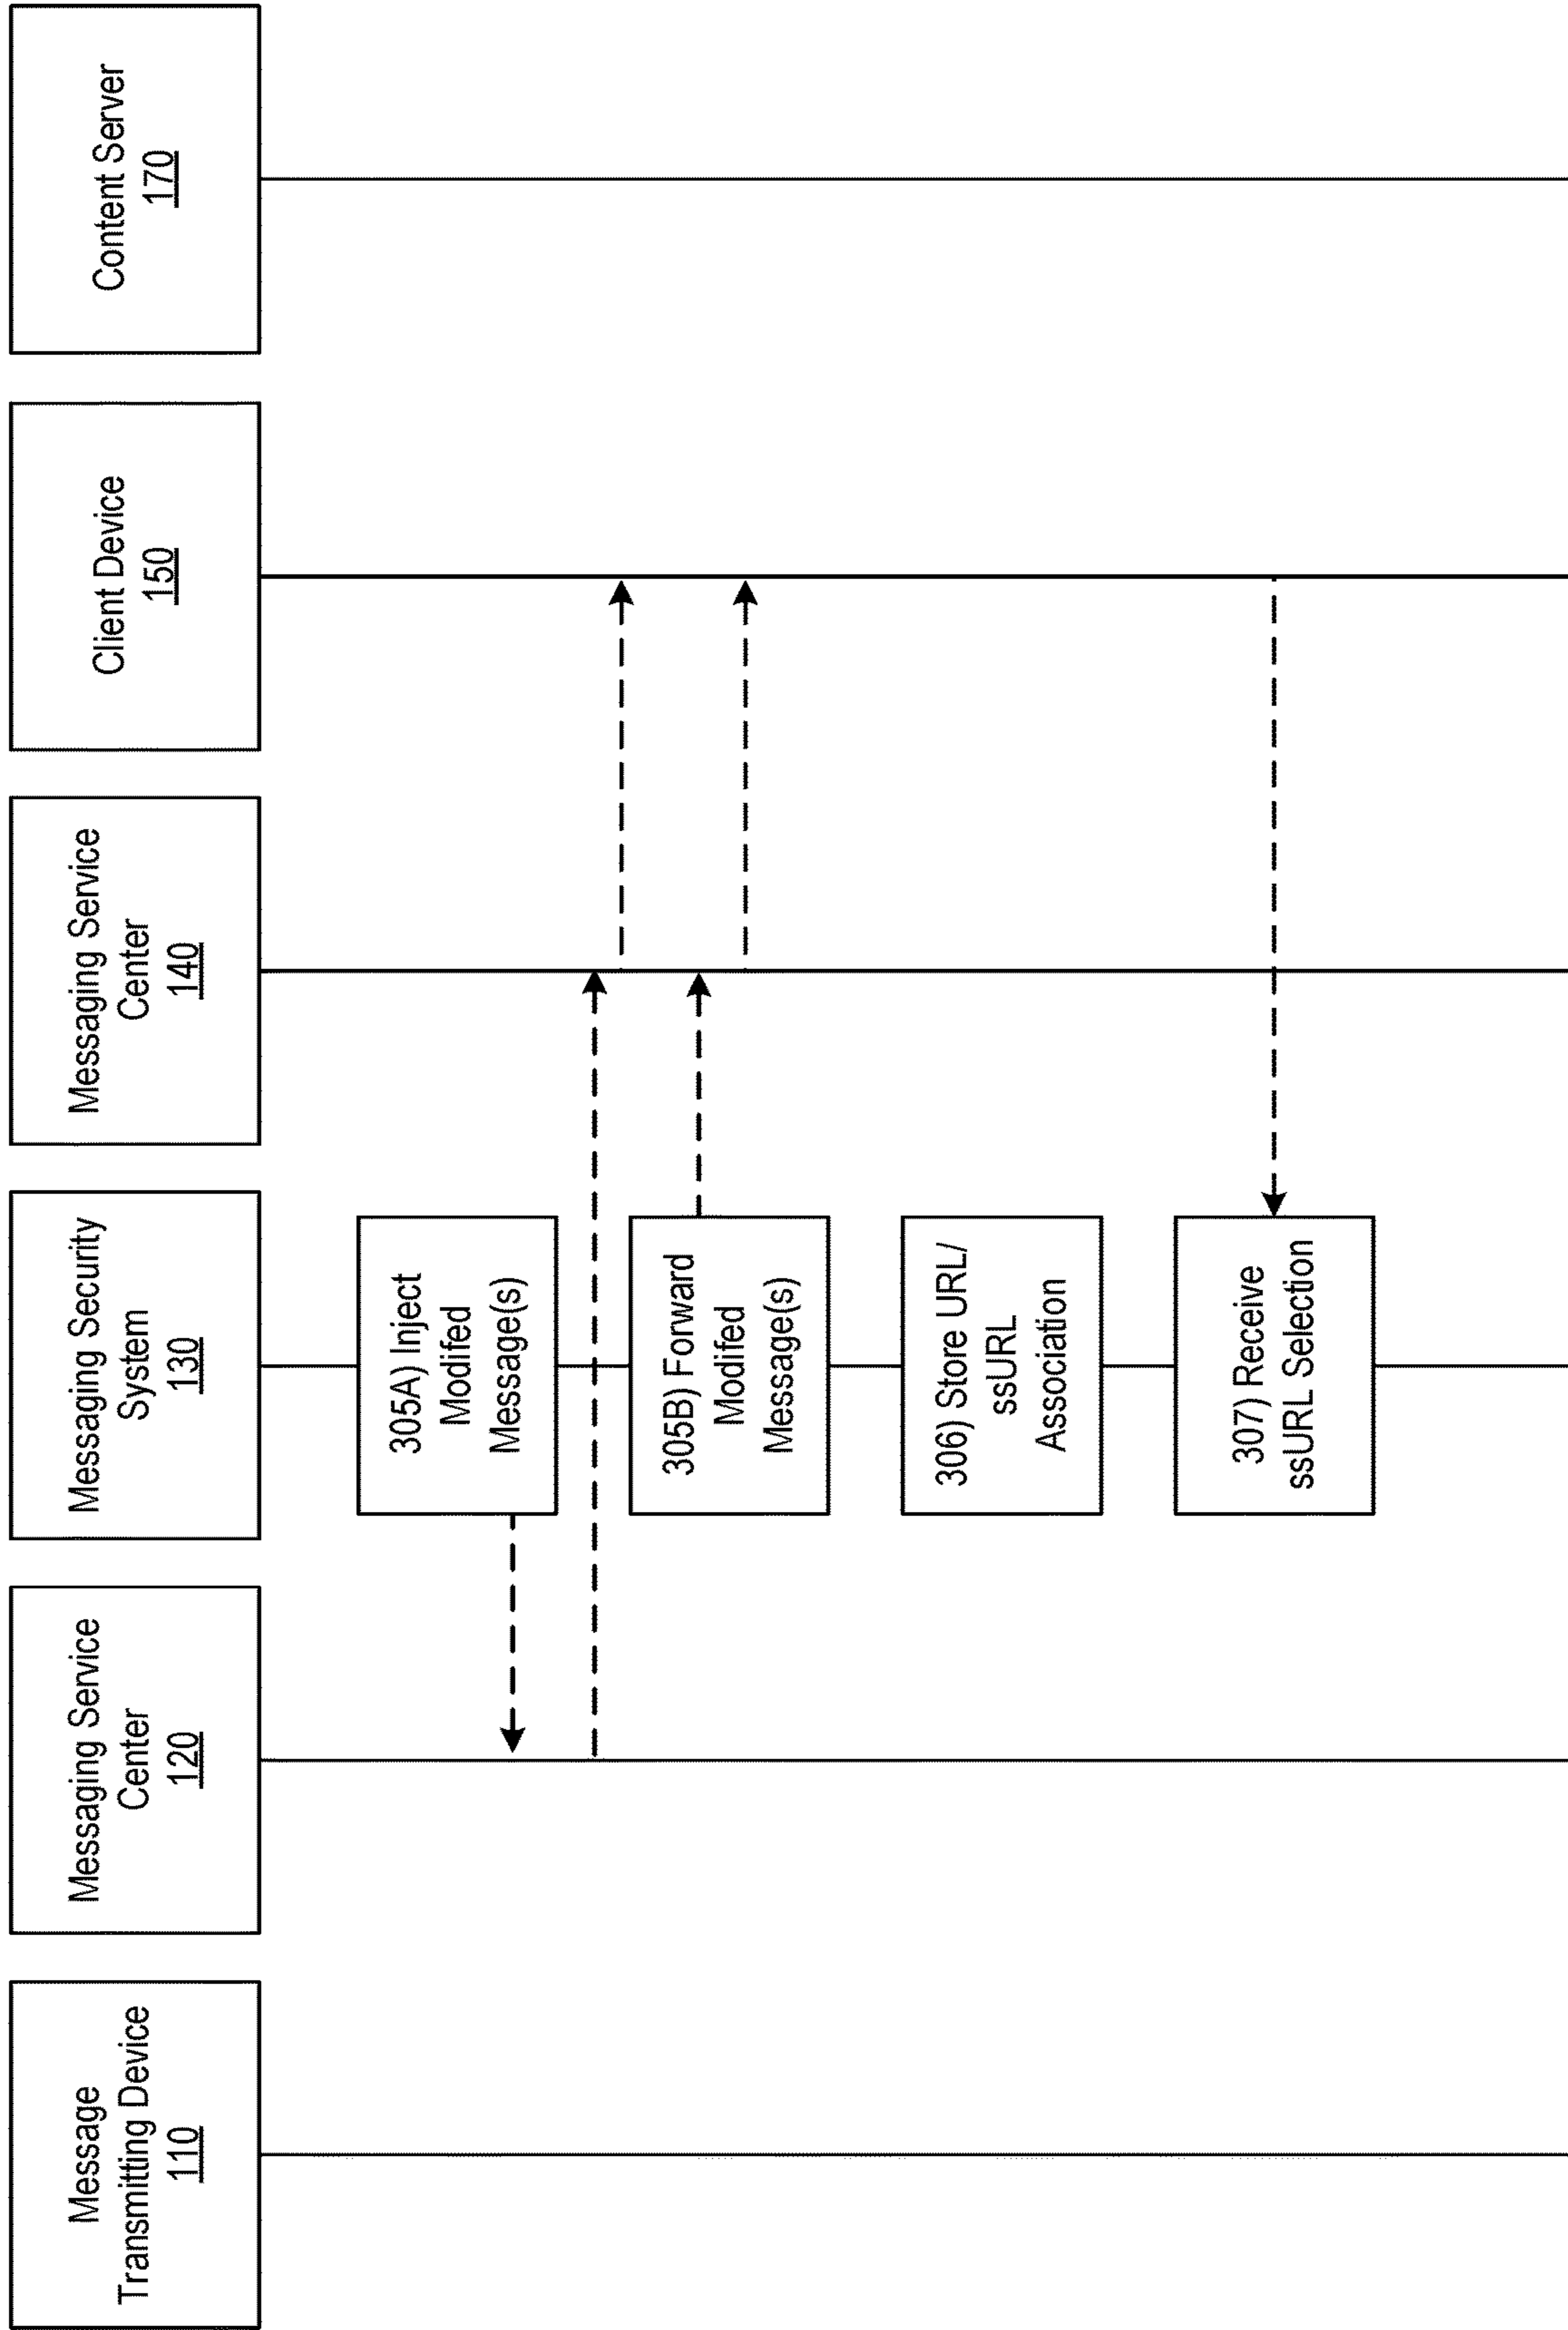 Message
Transmitting Device
110
Messaging Service
Center
120
Messaging Security
System
130
Messaging Service
Center
140
Client Device
150
Content Server
170
305A) Inject
Modifed
Message(s)
305B) Forward
Modifed
Message(s)
306) Store URL/
ssURL
Association
307) Receive
ssURL Selection